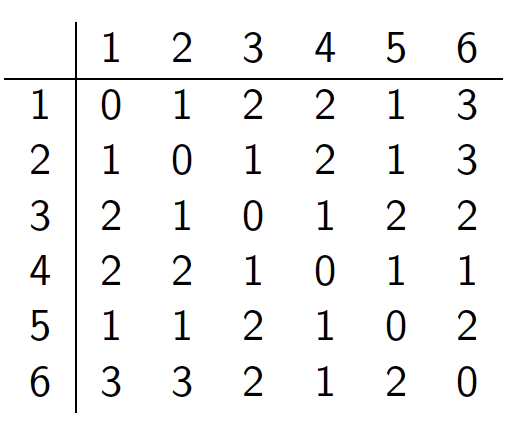 1 2 3 4 5 6
1 0 1 2 2 1 3
2 1 0 1 2 1 3
3 2 1 0 1 2 2
4 2 2 1 0 1 1
5 1 1 2 1 0 2
6 3 3 2 1 2 0